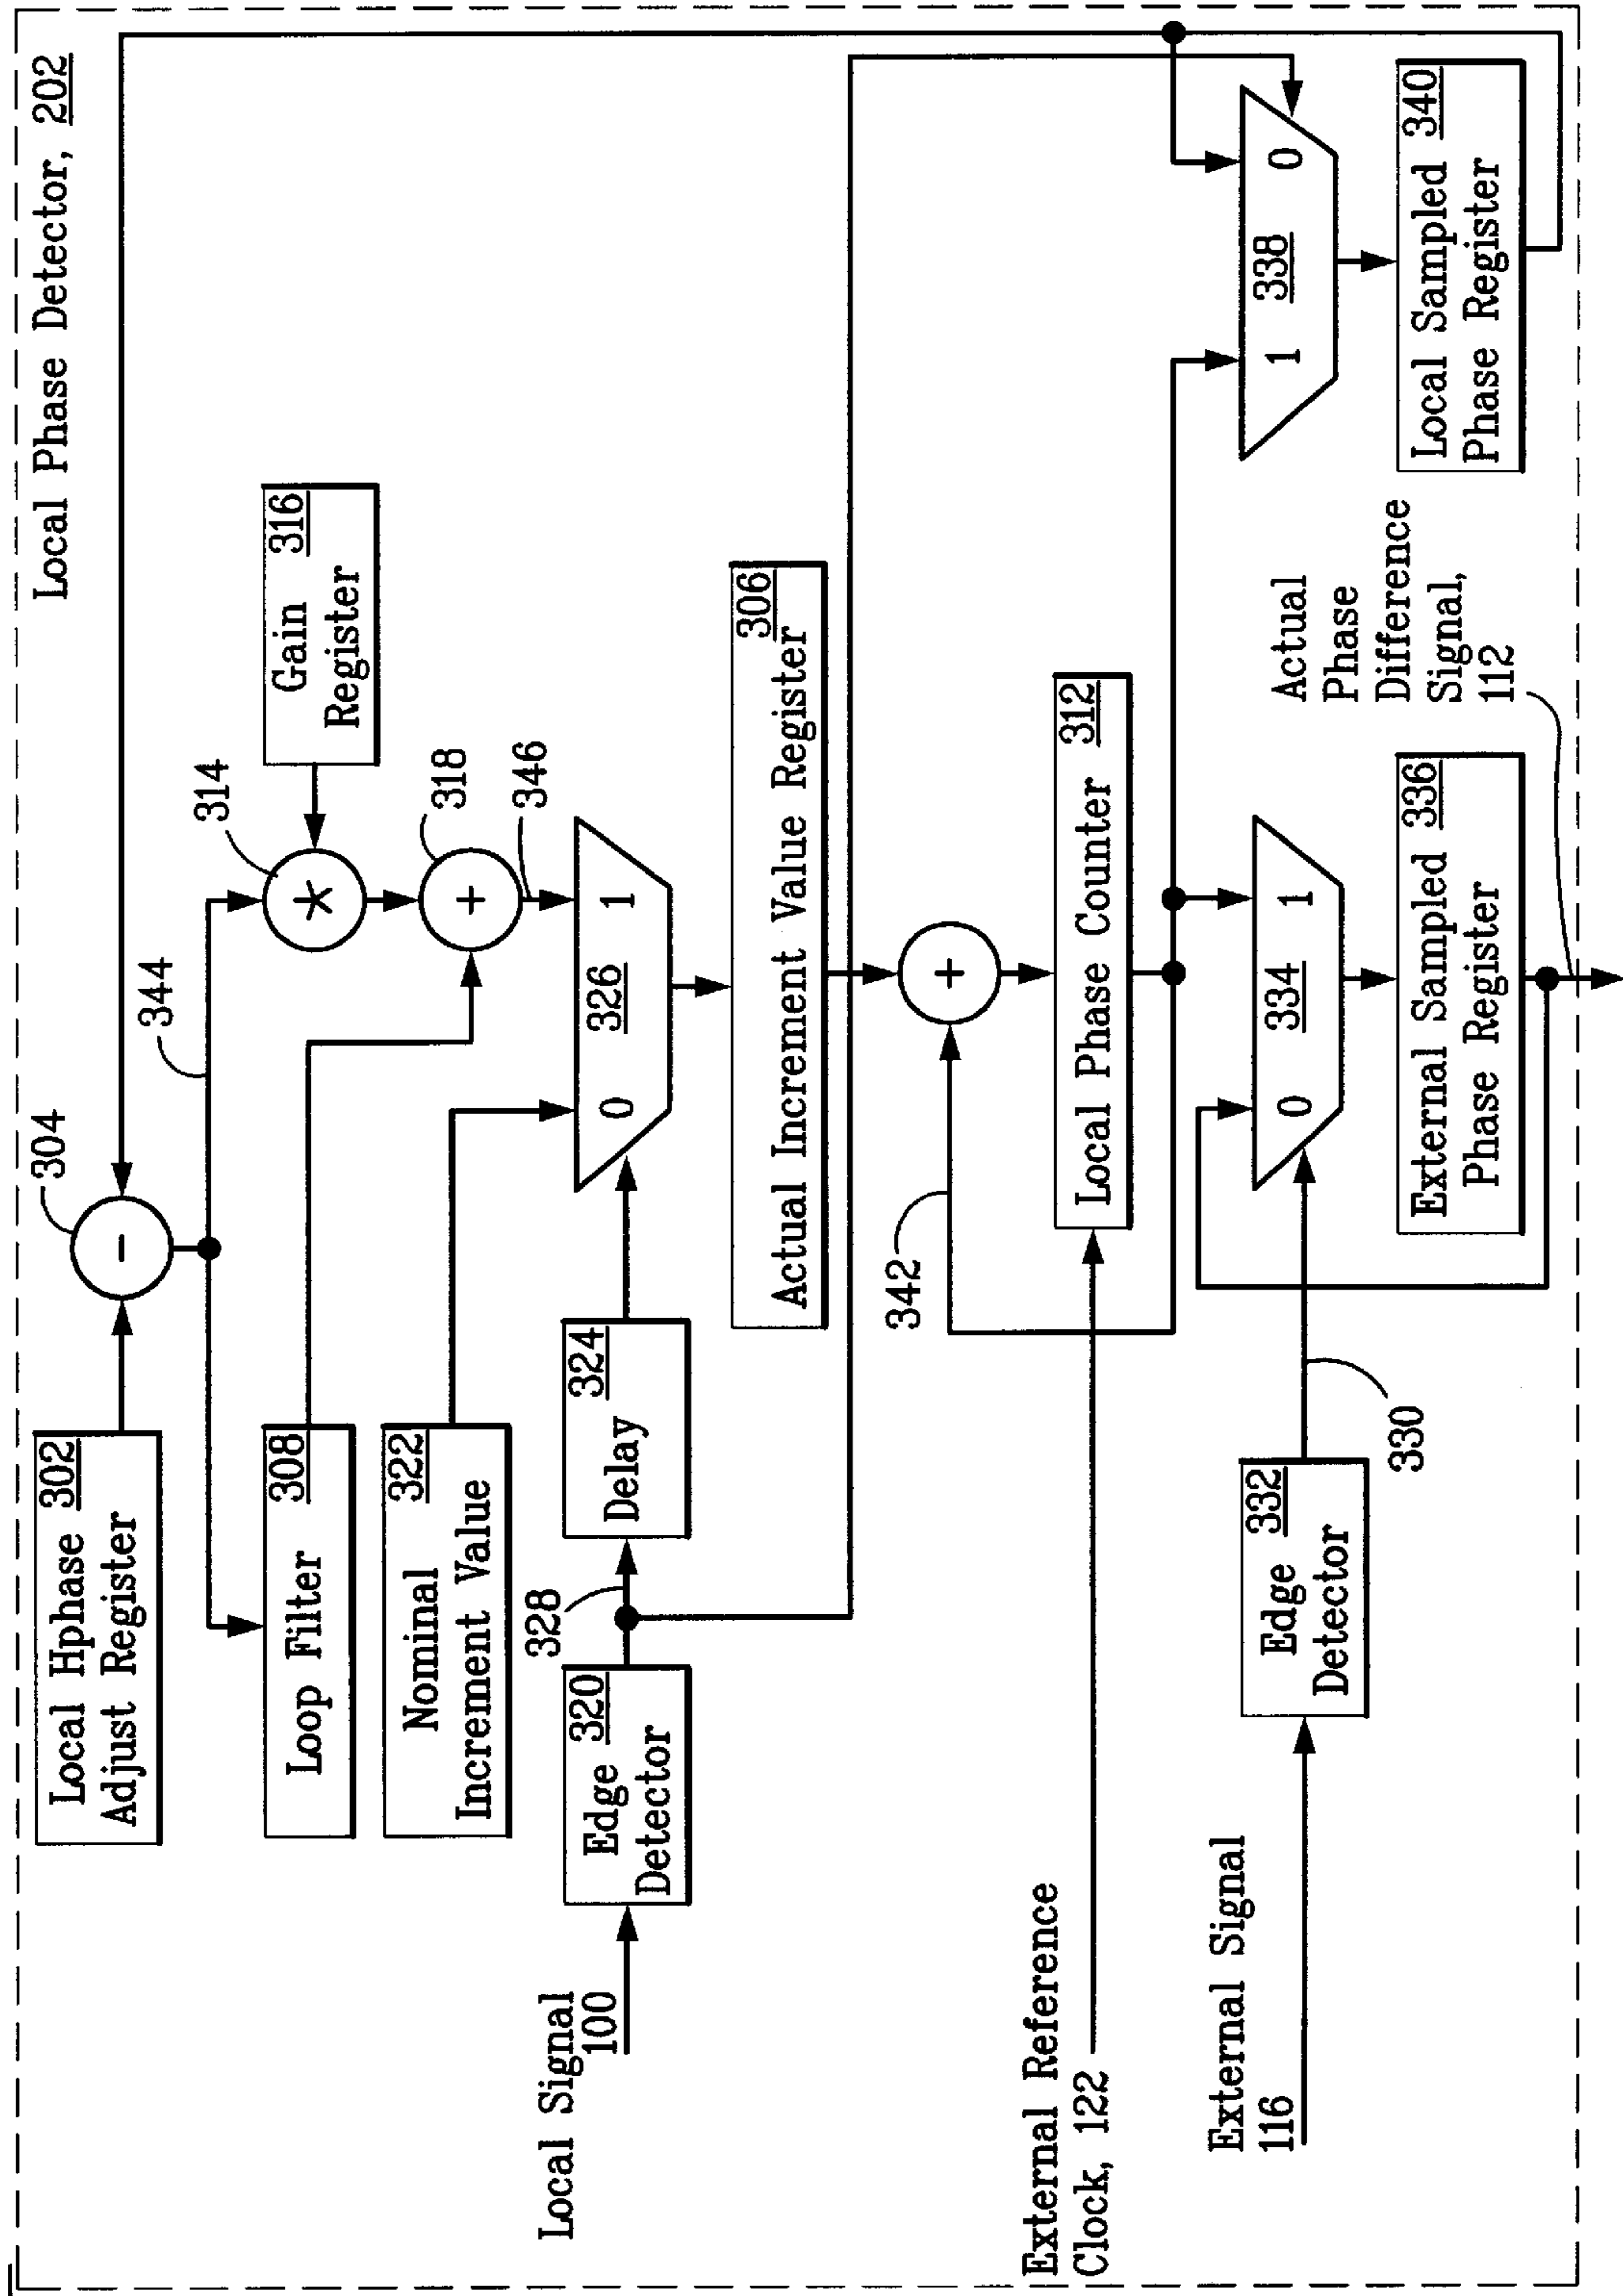 Local Phase Detector, 202
304
Local Hphase 302
Adjust Register
344
314
Gain 316
Register
Loop Filter 308
318
346
Nominal 322
Increment Value
Edge 320
Detector
328
Delay 324
0 326 1
Local Signal
100
Actual Increment Value Register 306
342
+
-
*
+
External Reference
Clock, 122
Local Phase Counter 312
External Signal
116
Edge 332
Detector
330
0 334 1
1 338 0
External Sampled 336
Phase Register
Actual
Phase
Difference
Signal,
112
Local Sampled 340
Phase Register